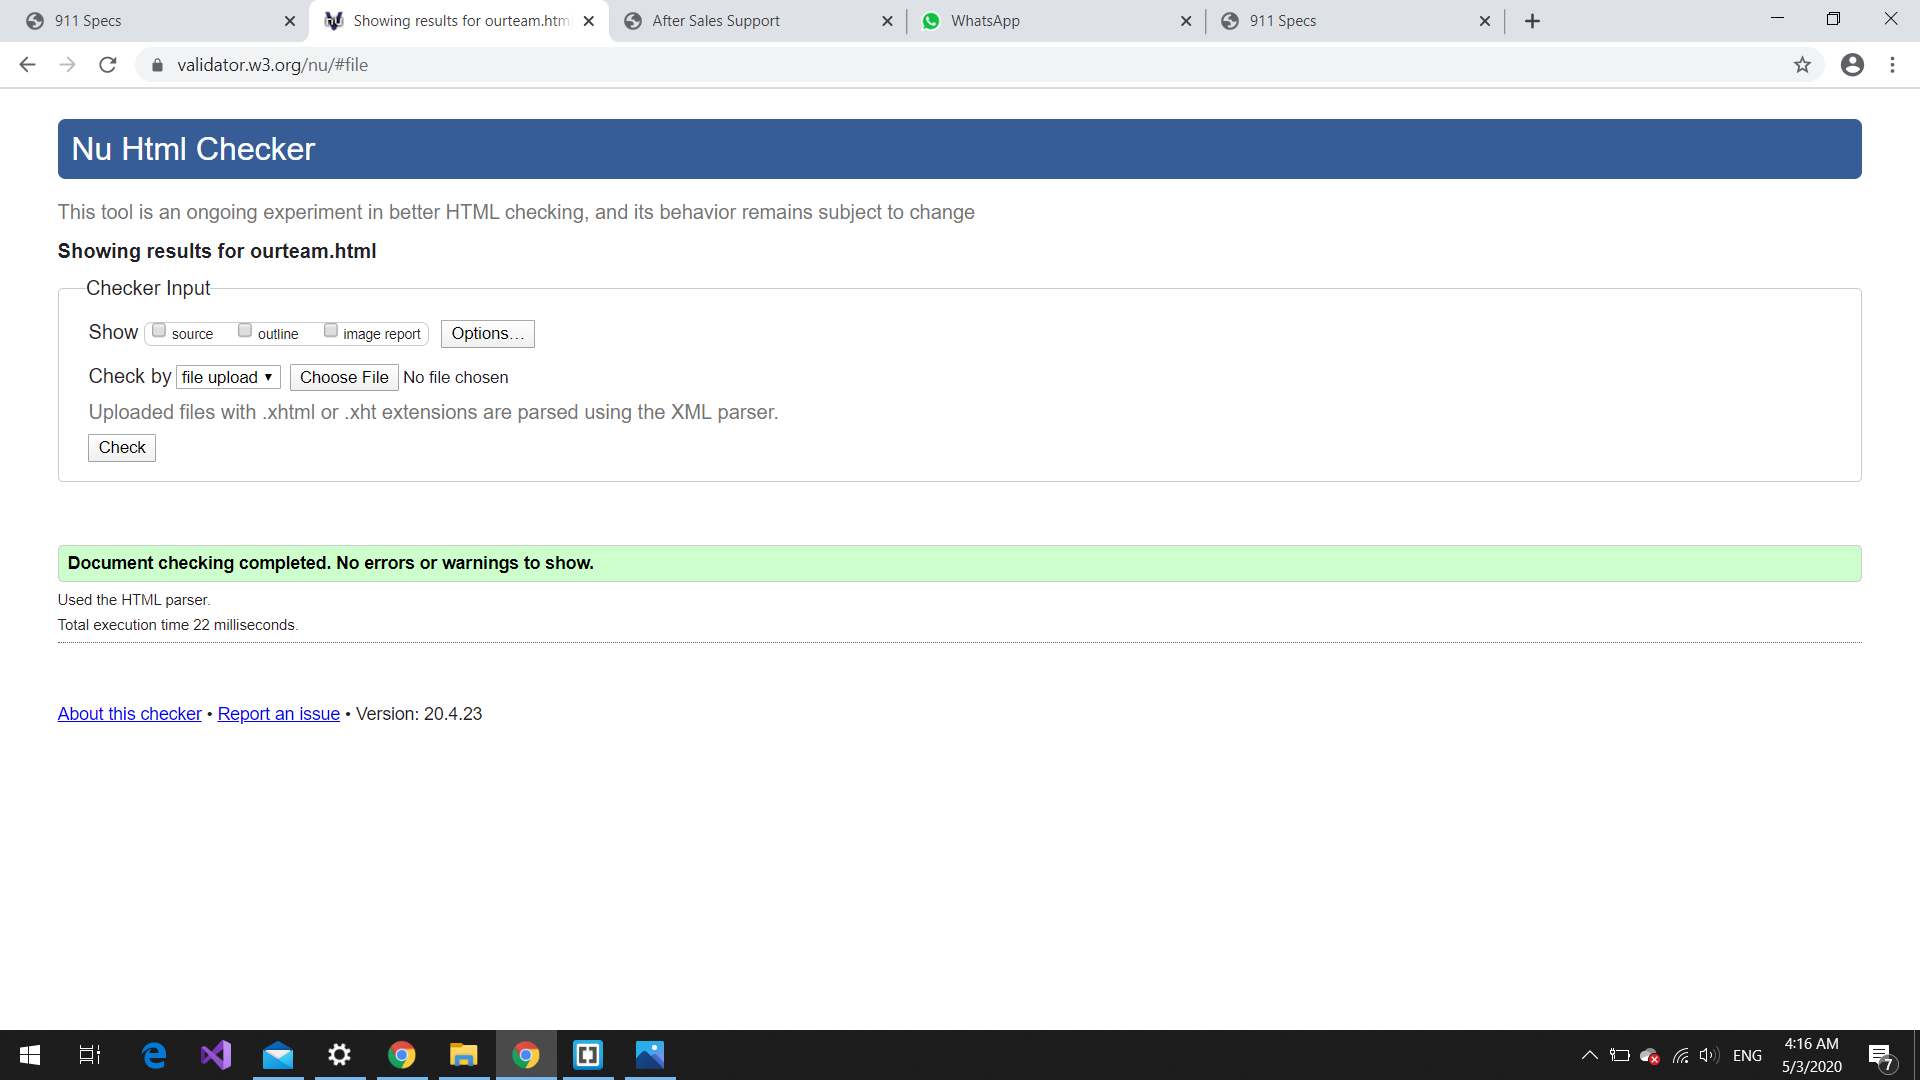 911 Specs
Showing results for ourteam.htm
After Sales Support
WhatsApp
911 Specs
validator.w3.org/nu/#file
Nu Html Checker
This tool is an ongoing experiment in better HTML checking, and its behavior remains subject to change
Showing results for ourteam.html
Checker Input
Show source outline image report Options…
Check by file upload Choose File No file chosen
Uploaded files with .xhtml or .xht extensions are parsed using the XML parser.
Check
Document checking completed. No errors or warnings to show.
Used the HTML parser.
Total execution time 22 milliseconds.
About this checker • Report an issue • Version: 20.4.23
ENG
4:16 AM
5/3/2020
7